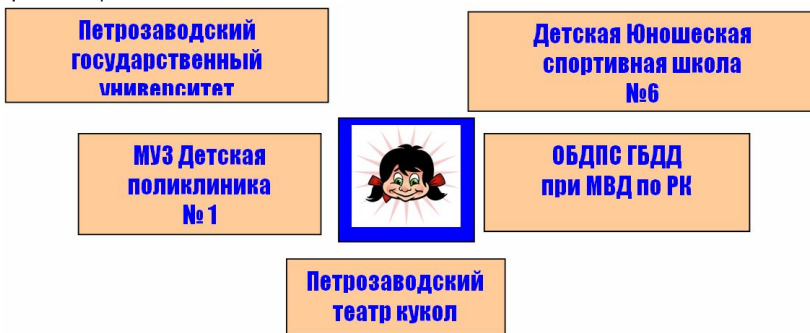 Петрозаводский
государственный
университет
Детская Юношеская
спортивная школа
№6
МУЗ Детская
поликлиника
№ 1
ОБДПС ГБДД
при МВД по РК
Петрозаводский
театр кукол